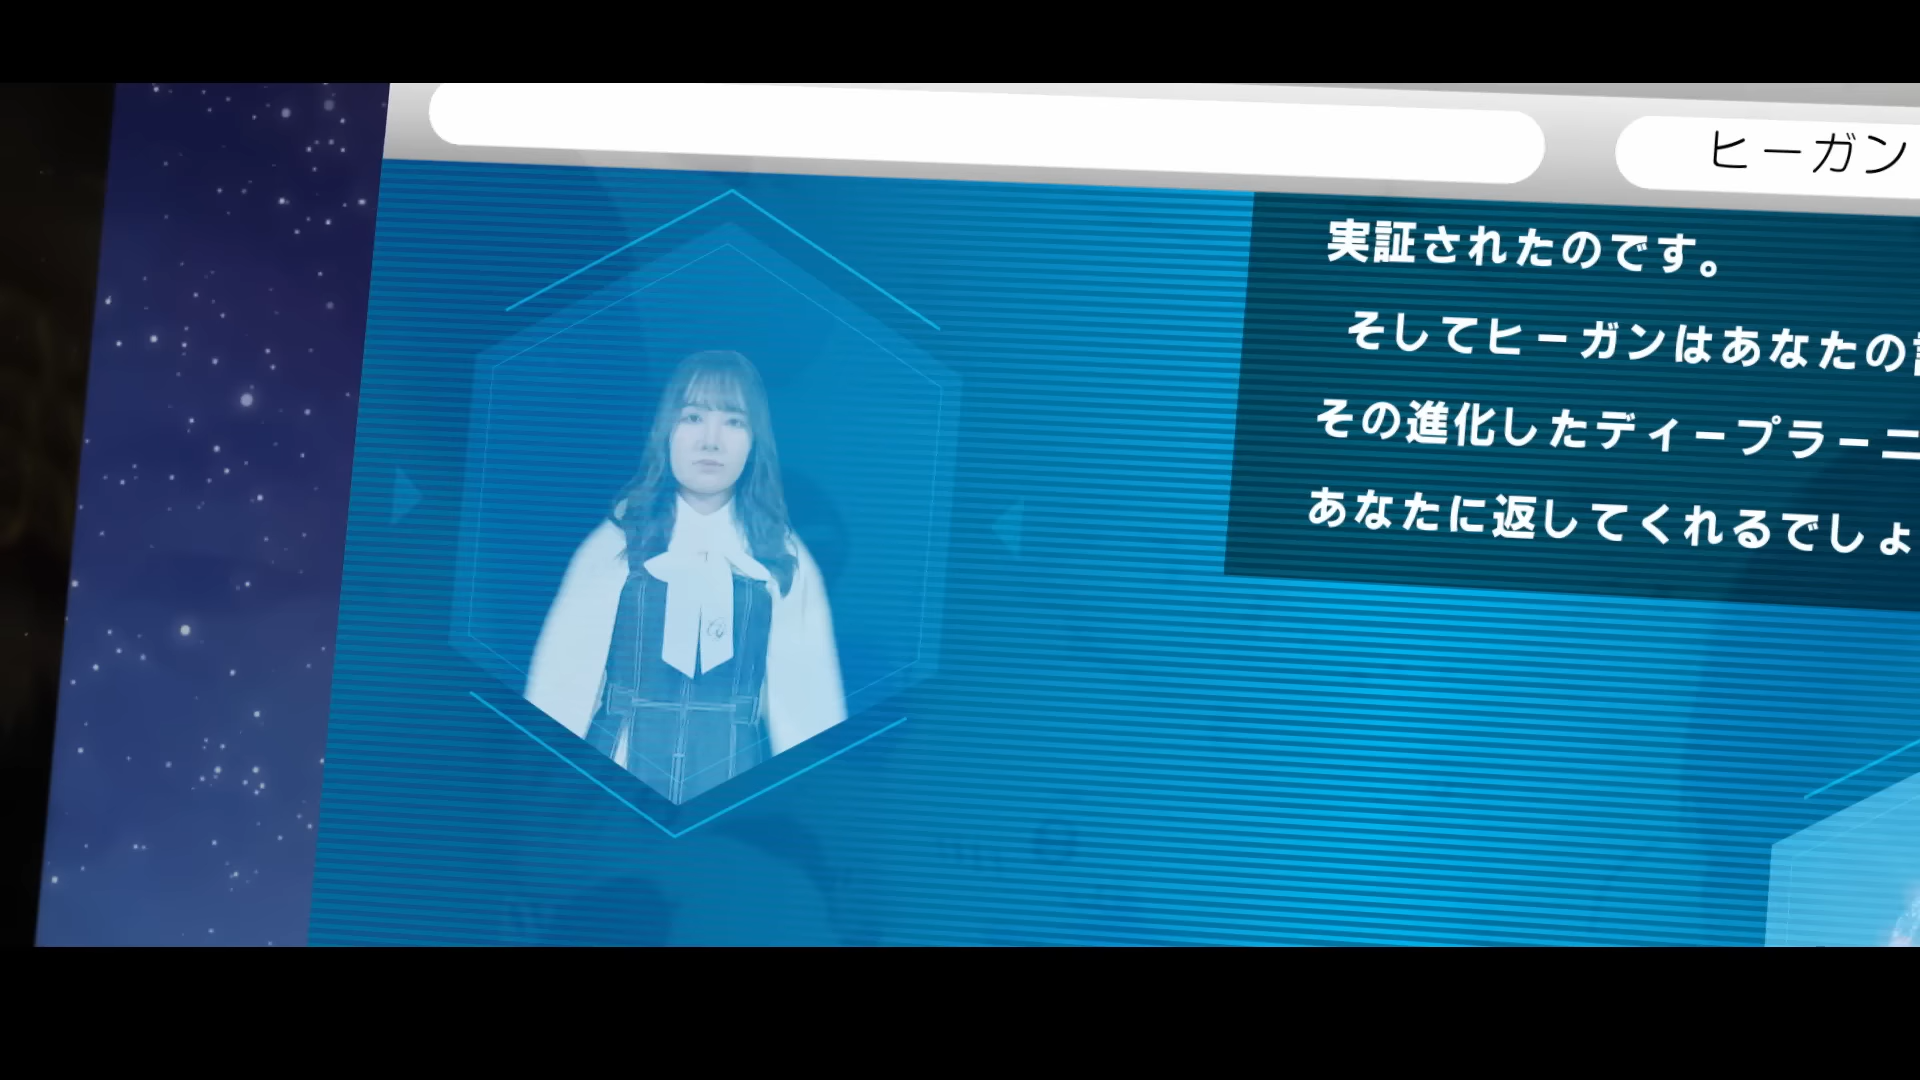 ヒーガン
実証されたのです。
そしてヒーガンはあなたの
その進化したディープラーニ
あなたに返してくれるでしょ